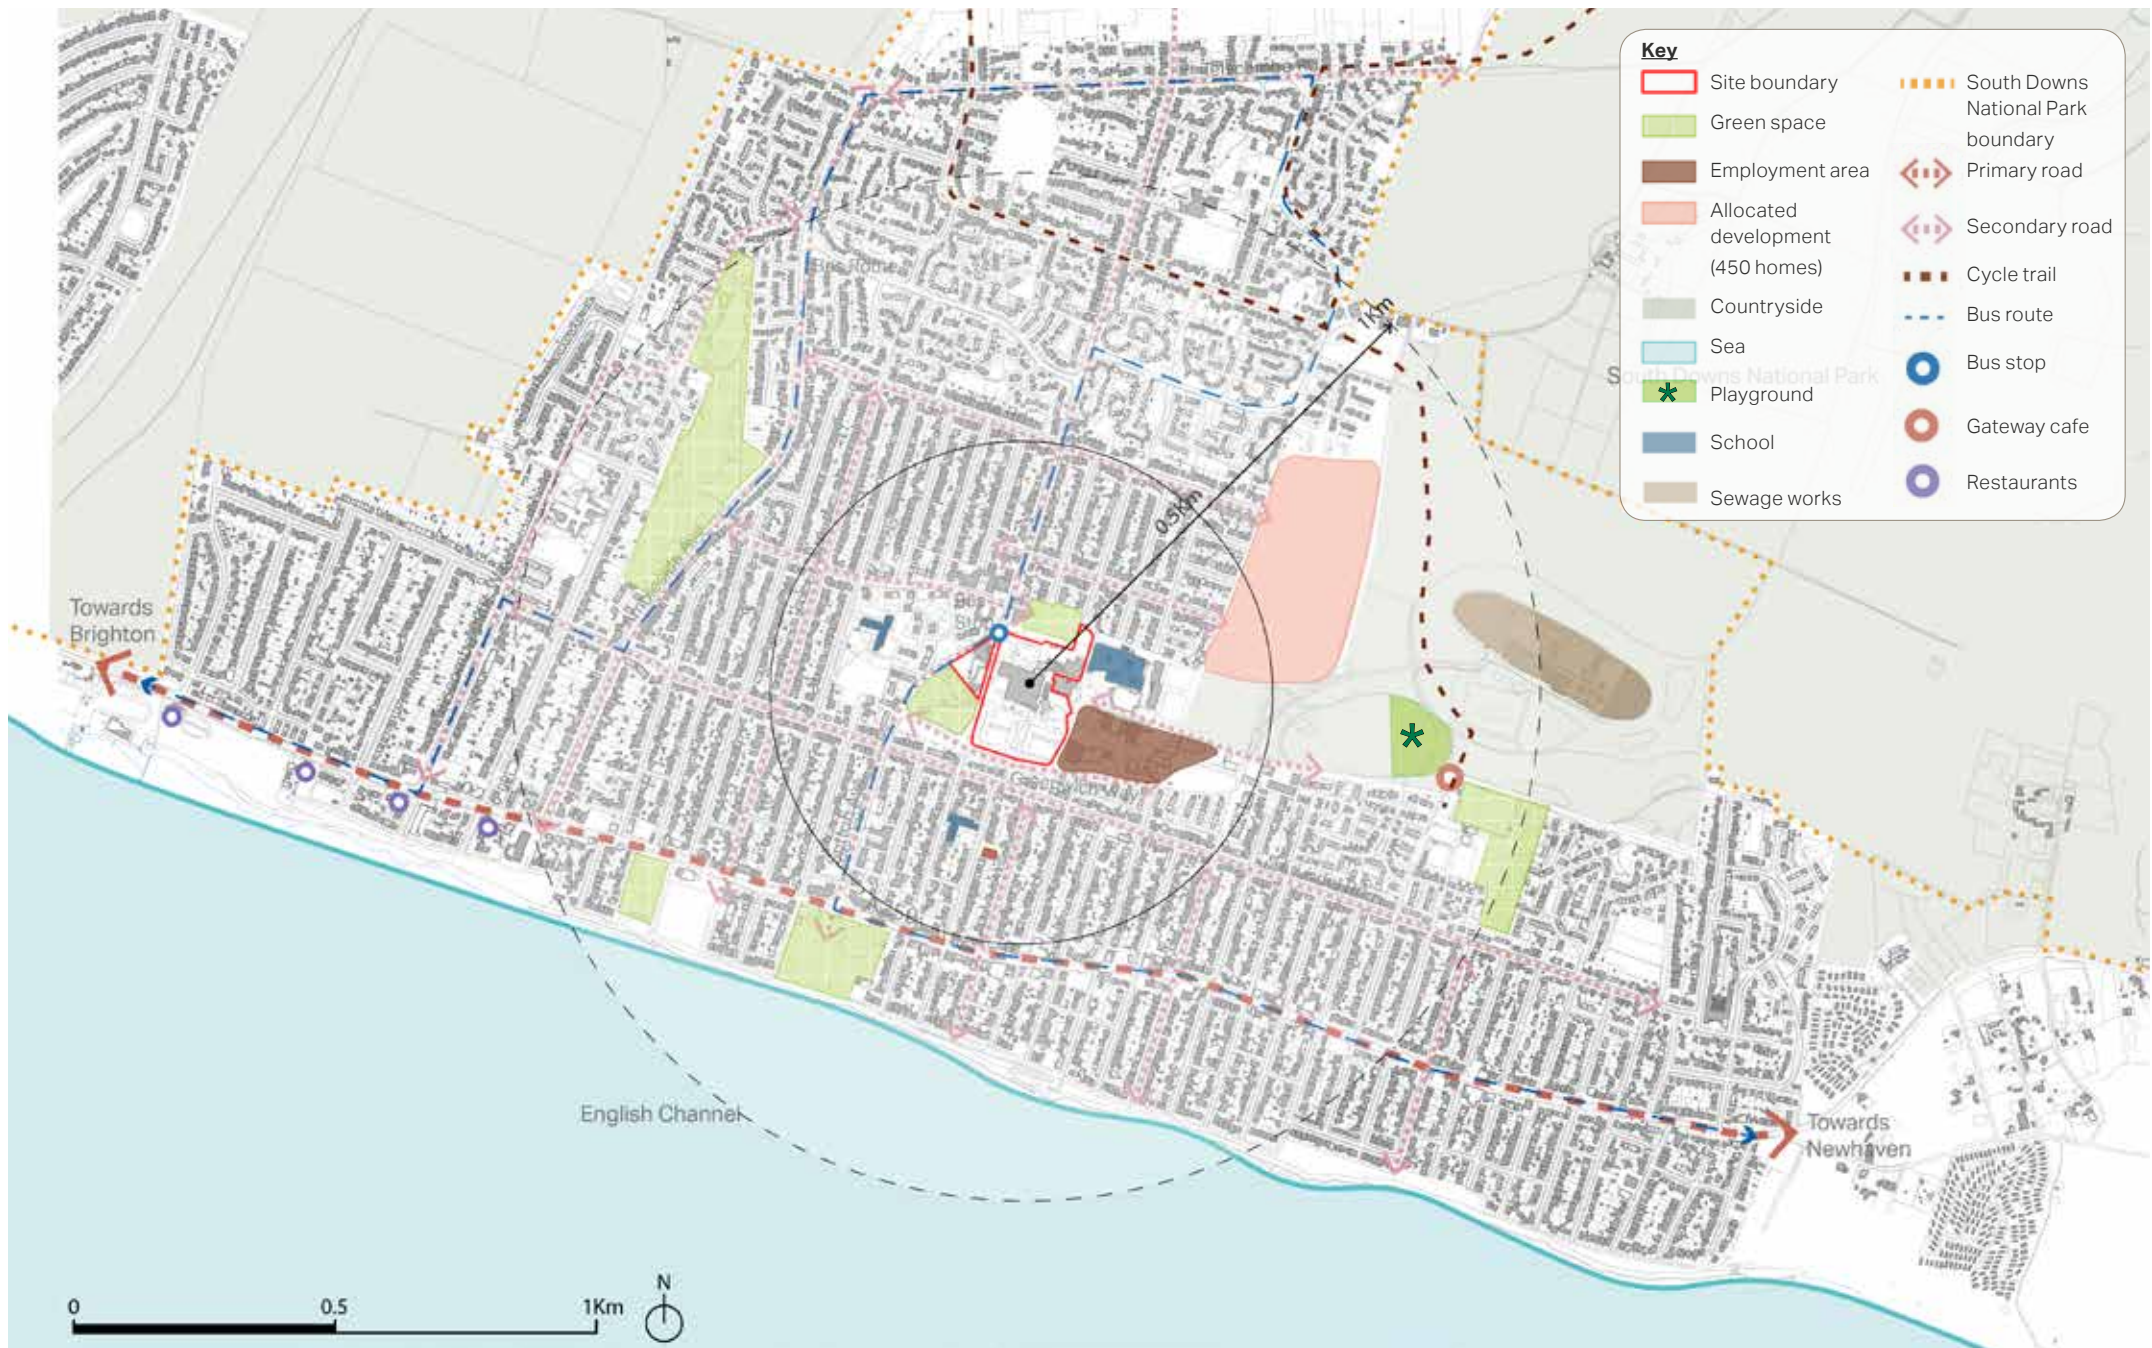 Key
Site boundary
Green space
Employment area
Allocated
development
(450 homes)
Countryside
Sea
Playground
School
Sewage works
South Downs
National Park
boundary
Primary road
Secondary road
Cycle trail
Bus route
Bus stop
Gateway cafe
Restaurants
South Downs National Park
1Km
0.5Km
Towards
Brighton
Greenwich Way
English Channel
Towards
Newhaven
0
0.5
1Km
N